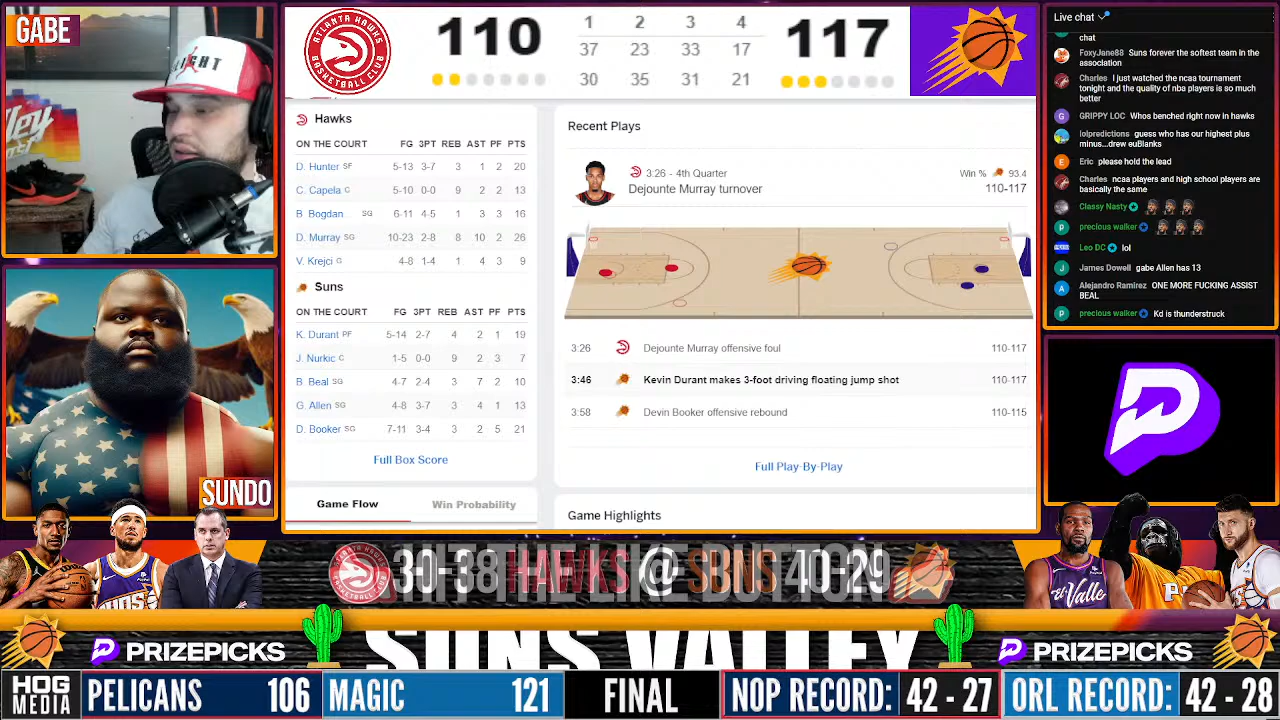 GABE
BRIGHT
ATLANTA HAWKS
BASKETBALL CLUB
110
1 2 3 4
37 23 33 17
30 35 31 21
117
Hawks
ON THE COURT FG 3PT REB AST PF PTS
D. Hunter SF 5-13 3-7 3 1 2 20
C. Capela C 5-10 0-0 9 2 2 13
B. Bogdan... SG 6-11 4-5 1 3 3 16
D. Murray SG 10-23 2-8 8 10 2 26
V. Krejci G 4-8 1-4 1 4 3 9
Suns
ON THE COURT FG 3PT REB AST PF PTS
K. Durant PF 5-14 2-7 4 2 1 19
J. Nurkic C 1-5 0-0 9 2 3 7
B. Beal SG 4-7 2-4 3 7 2 10
G. Allen SG 4-8 3-7 3 4 1 13
D. Booker SG 7-11 3-4 3 2 5 21
Full Box Score
Game Flow Win Probability
Recent Plays
3:26 - 4th Quarter
Dejounte Murray turnover
Win % 93.4
110-117
3:26 Dejounte Murray offensive foul 110-117
3:46 Kevin Durant makes 3-foot driving floating jump shot 110-117
3:58 Devin Booker offensive rebound 110-115
Full Play-By-Play
Game Highlights
Live chat
chat
FoxyJane88 Suns forever the softest team in the
association
Charles I just watched the ncaa tournament
tonight and the quality of nba players is so much
better
GRIPPY LOC Whos bended right now in hawks
lolpredictions guess who has our highest plus
minus...drew euBlanks
Eric please hold the lead
Charles ncaa players and high school players are
basically the same
Classy Nasty
precious walker
Leo DC lol
James Dowell gabe Allen has 13
Alejandro Ramirez ONE MORE FUCKING ASSIST
BEAL
precious walker Kd is thunderstruck
SUNDO
30-38 HAWKS @ SUNS 40-29
HIT THE LIKE BUTTON
PRIZEPICKS
SUNS VALLEY
PRIZEPICKS
HOG
MEDIA
PELICANS 106 MAGIC 121 FINAL NOP RECORD: 42 - 27 ORL RECORD: 42 - 28